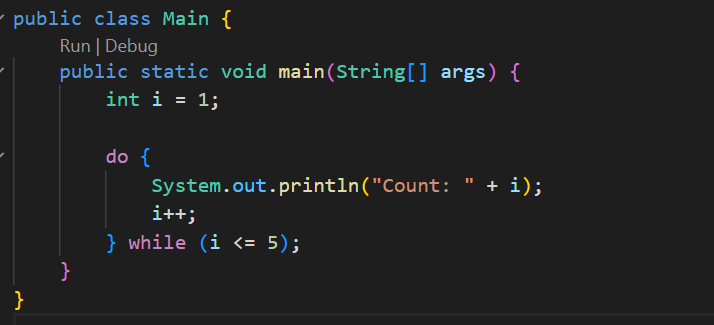 public class Main {
Run | Debug
    public static void main(String[] args) {
        int i = 1;

        do {
            System.out.println("Count: " + i);
            i++;
        } while (i <= 5);
    }
}